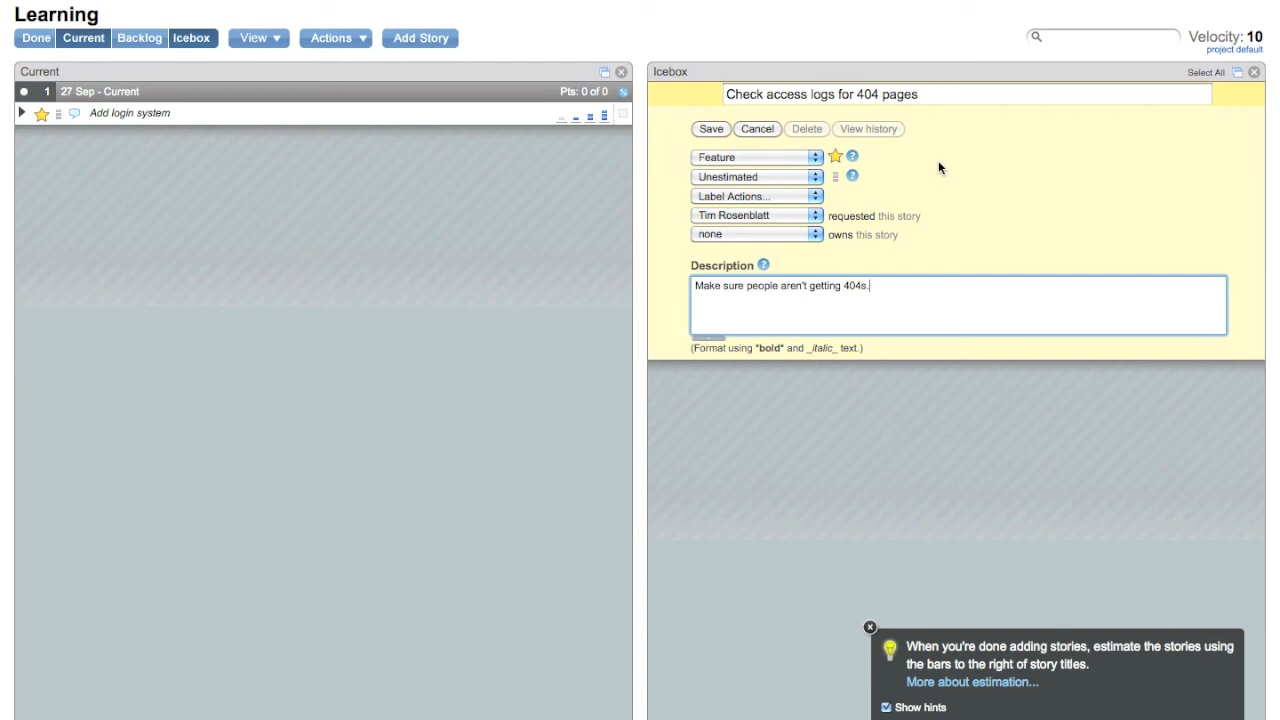 Learning
Done Current Backlog Icebox View Actions Add Story Velocity: 10
project default
Current
1 27 Sep - Current Pts: 0 of 0
Add login system
Icebox Select All
Check access logs for 404 pages
Save Cancel Delete View history
Feature
Unestimated
Label Actions...
Tim Rosenblatt requested this story
none owns this story
Description
Make sure people aren't getting 404s.
(Format using *bold* and _italic_ text.)
When you're done adding stories, estimate the stories using
the bars to the right of story titles.
More about estimation...
Show hints